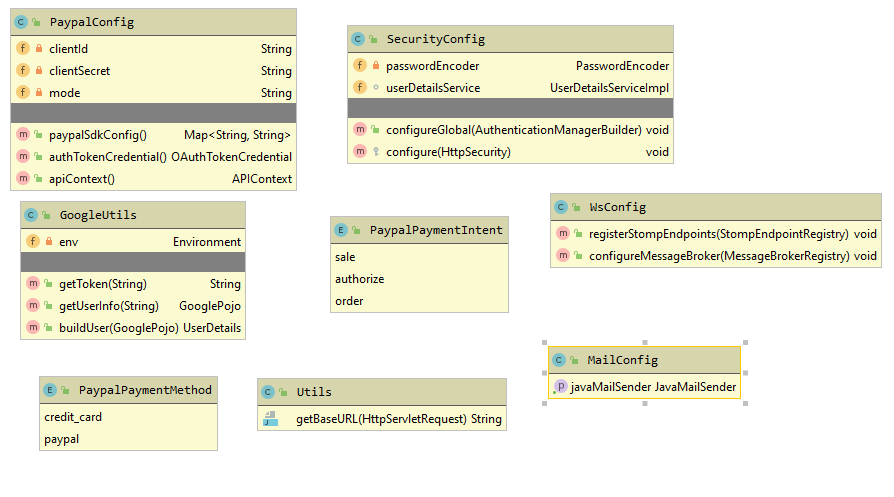 PaypalConfig
clientId String
clientSecret String
mode String
paypalSdkConfig() Map<String, String>
authTokenCredential() OAuthTokenCredential
apiContext() APIContext
SecurityConfig
passwordEncoder PasswordEncoder
userDetailsService UserDetailsServiceImpl
configureGlobal(AuthenticationManagerBuilder) void
configure(HttpSecurity) void
GoogleUtils
env Environment
getToken(String) String
getUserInfo(String) GooglePojo
buildUser(GooglePojo) UserDetails
PaypalPaymentIntent
sale
authorize
order
WsConfig
registerStompEndpoints(StompEndpointRegistry) void
configureMessageBroker(MessageBrokerRegistry) void
PaypalPaymentMethod
credit_card
paypal
Utils
getBaseURL(HttpServletRequest) String
MailConfig
javaMailSender JavaMailSender